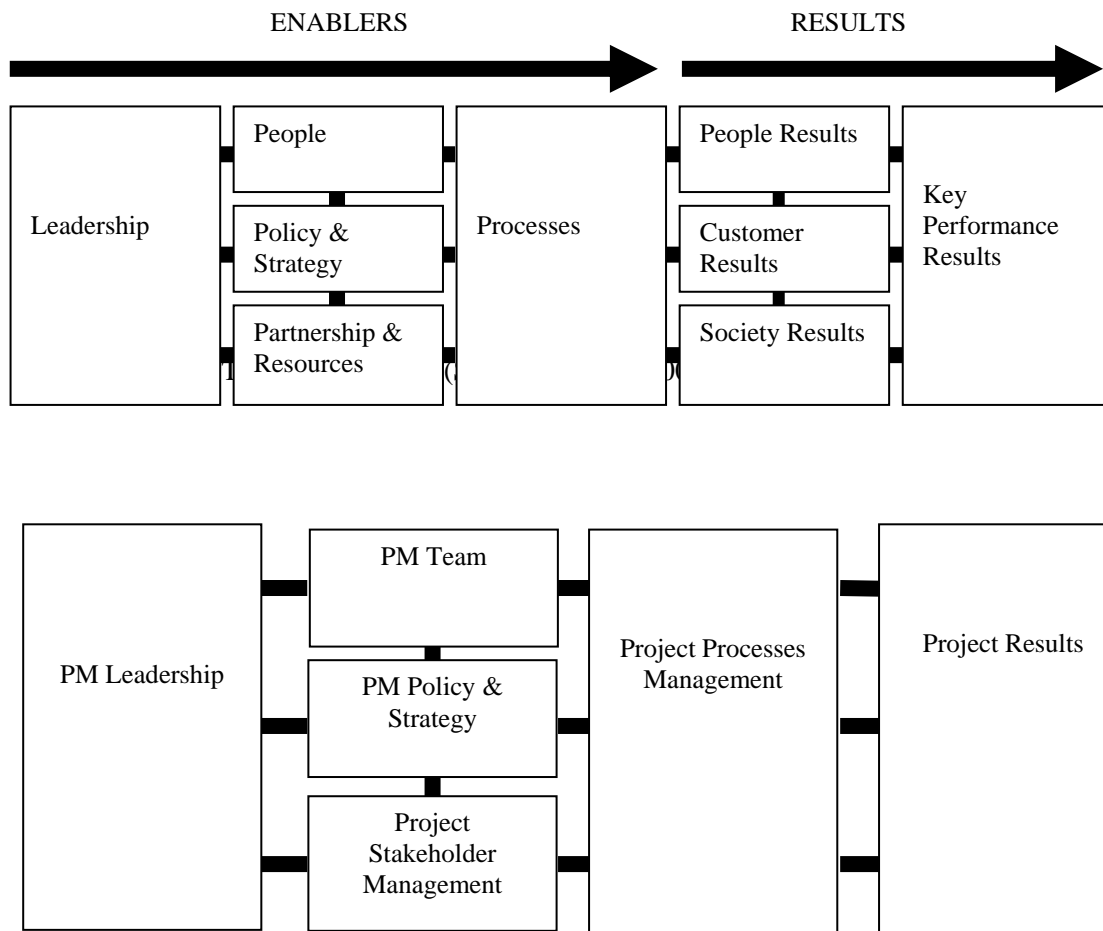 ENABLERS
RESULTS
Leadership
People
Policy &
Strategy
Partnership &
Resources
Processes
People Results
Customer
Results
Society Results
Key
Performance
Results
PM Leadership
PM Team
PM Policy &
Strategy
Project
Stakeholder
Management
Project Processes
Management
Project Results